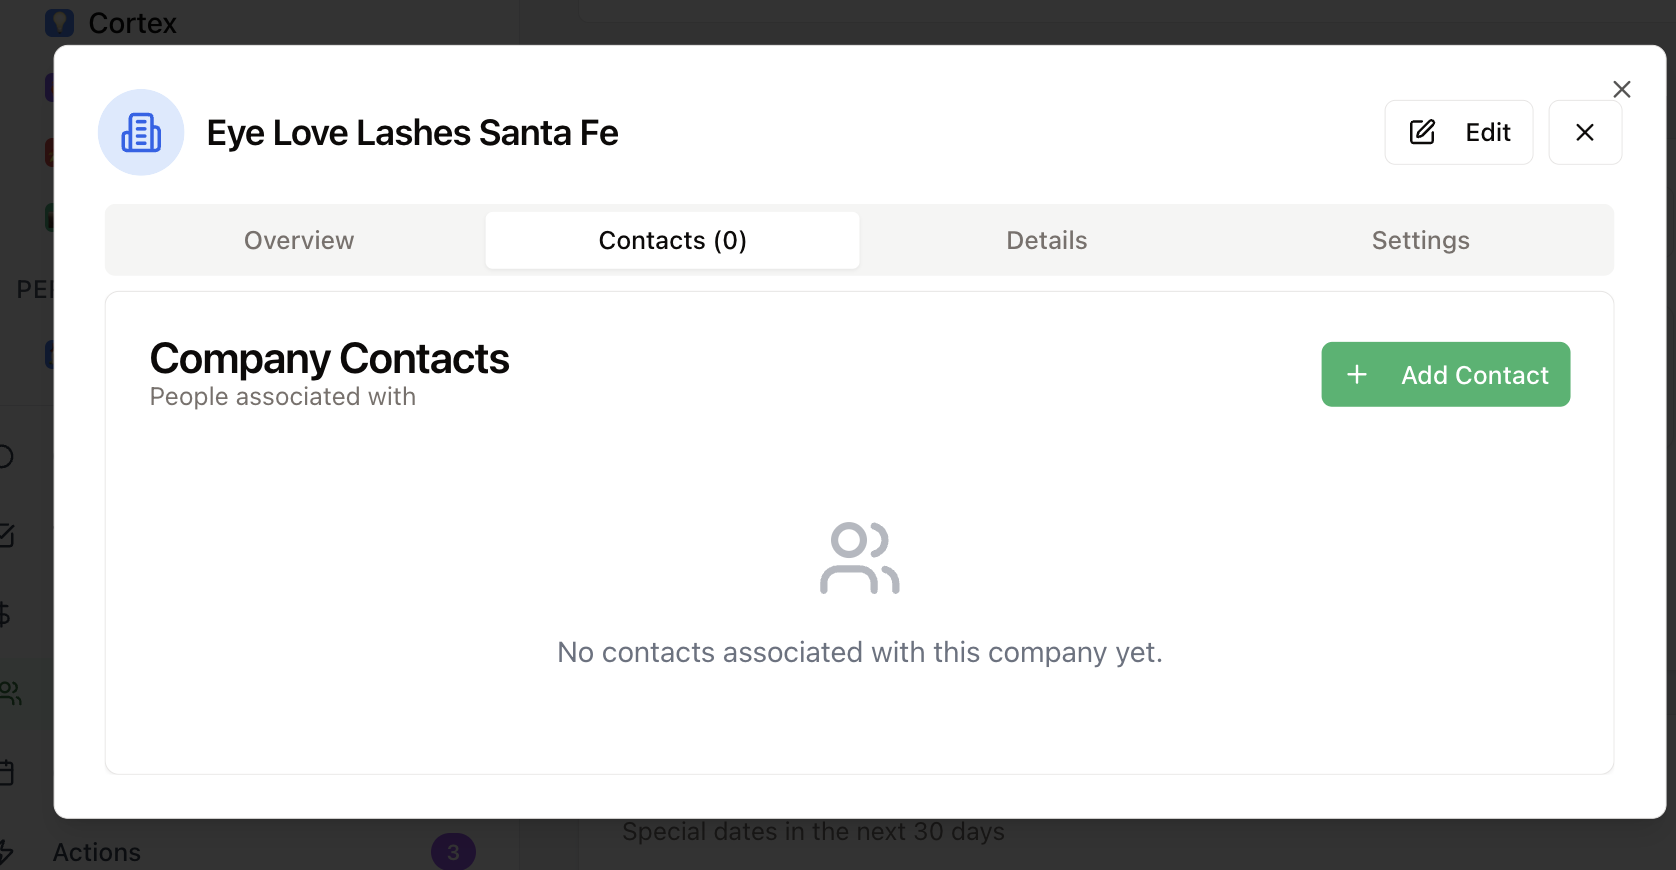 Cortex
Eye Love Lashes Santa Fe
Edit
Overview
Contacts (0)
Details
Settings
Company Contacts
People associated with
Add Contact
No contacts associated with this company yet.
Special dates in the next 30 days
Actions
3